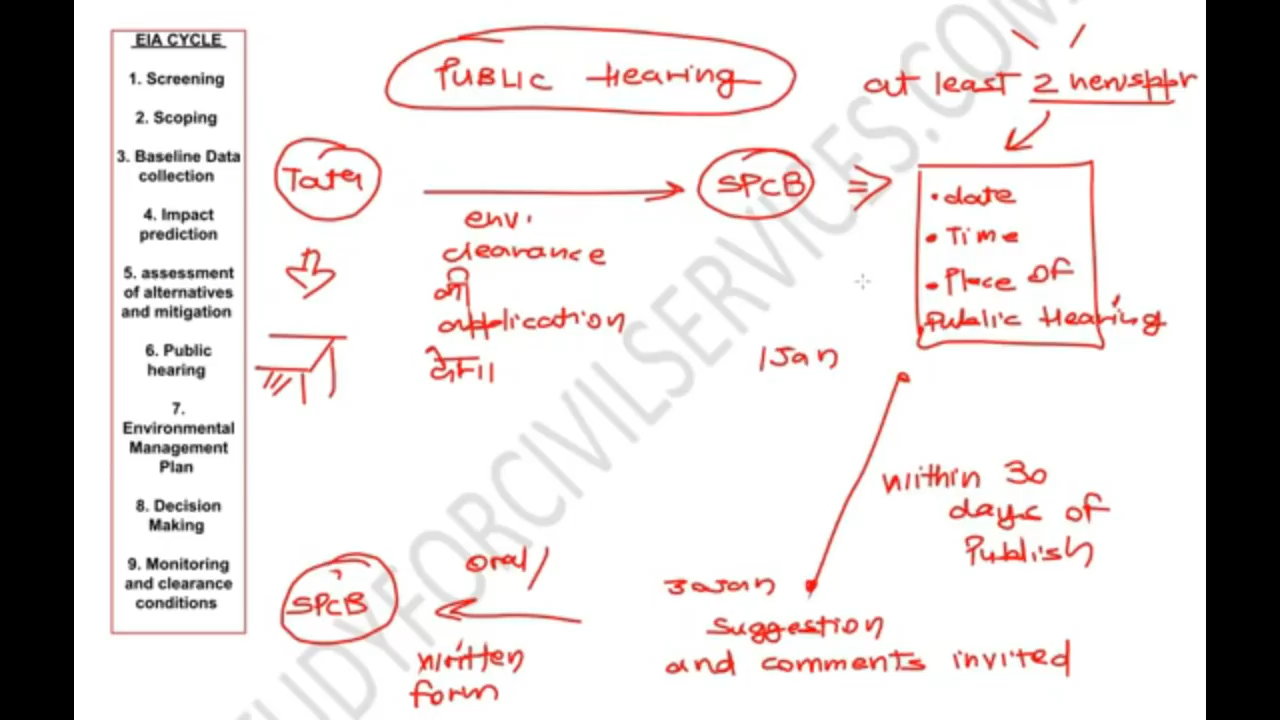 EIA CYCLE
1. Screening
2. Scoping
3. Baseline Data
collection
4. Impact
prediction
5. assessment
of alternatives
and mitigation
6. Public
hearing
7.
Environmental
Management
Plan
8. Decision
Making
9. Monitoring
and clearance
conditions
PUBLIC Hearing
at least 2 newsppr
SPCB
env.
clearance
application
• date
• Time
• Place of
Public Hearing
1 Jan
within 30
days of
Publish
30 Jan
suggestion
and comments invited
oral/
written
form
SPCB
STUDYFORCIVILSERVICES.COM